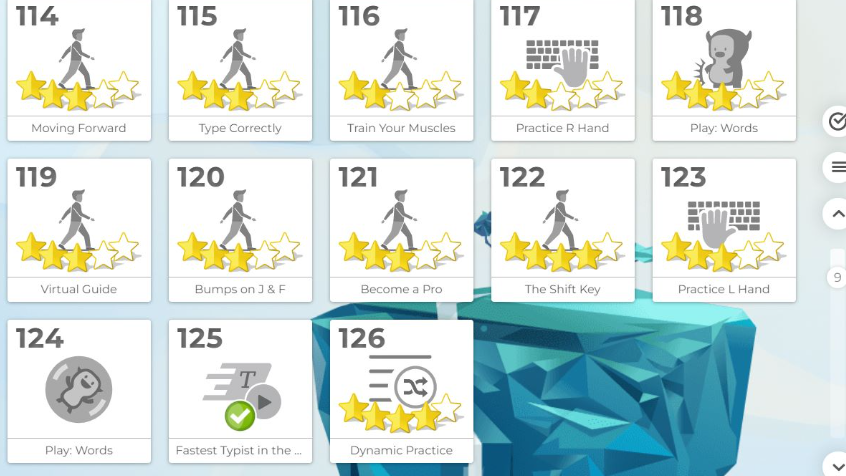 114
115
116
117
118
Moving Forward
Type Correctly
Train Your Muscles
Practice R Hand
Play: Words
119
120
121
122
123
Virtual Guide
Bumps on J & F
Become a Pro
The Shift Key
Practice L Hand
9
124
125
T
126
Play: Words
Fastest Typist in the ...
Dynamic Practice